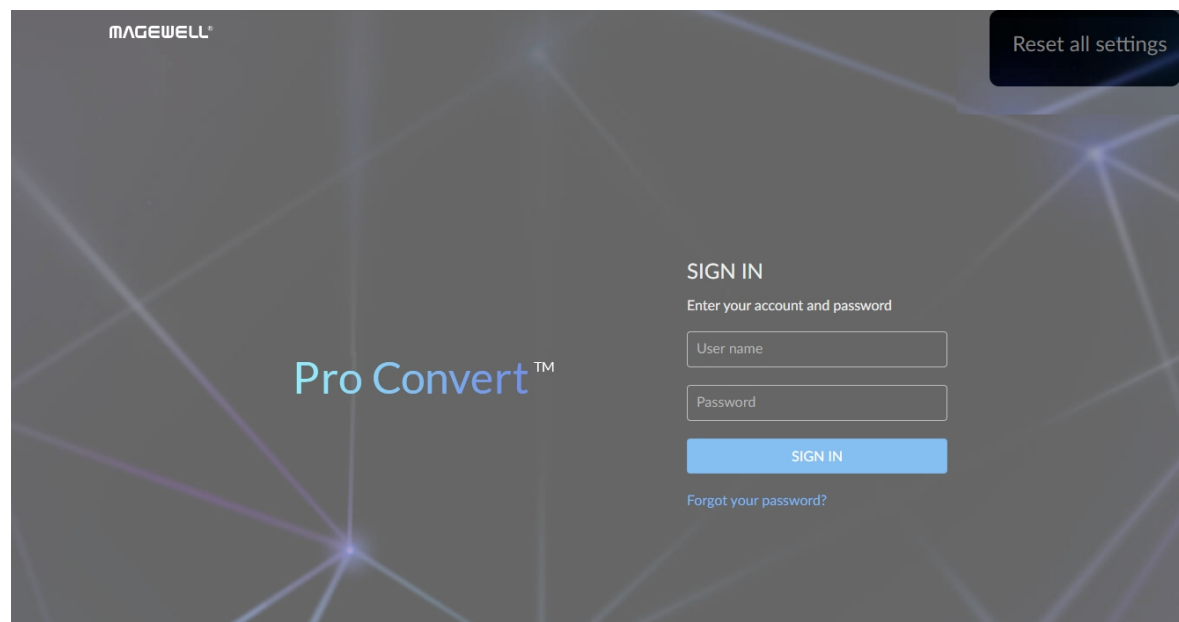 MAGEWELL®
Reset all settings
SIGN IN
Enter your account and password
User name
Pro Convert™
Password
SIGN IN
Forgot your password?